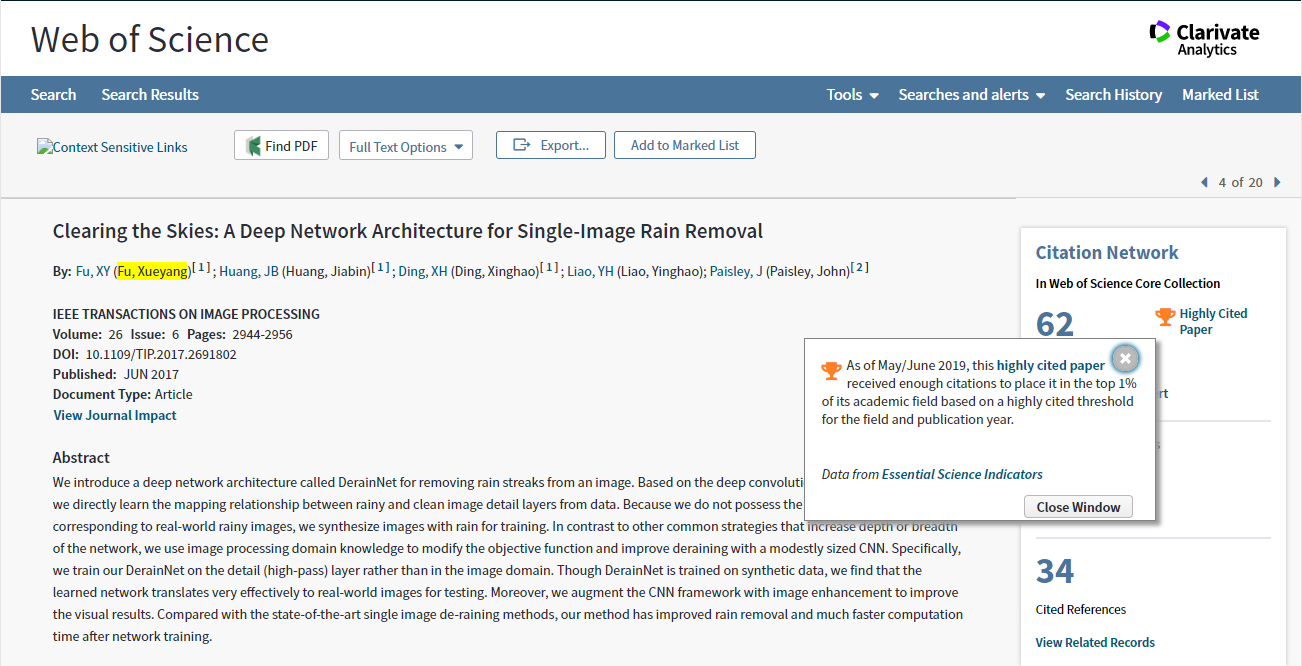 Web of Science
Clarivate
Analytics
Search Search Results Tools Searches and alerts Search History Marked List
Context Sensitive Links Find PDF Full Text Options Export... Add to Marked List
4 of 20
Clearing the Skies: A Deep Network Architecture for Single-Image Rain Removal
By: Fu, XY (Fu, Xueyang)[ 1 ] ; Huang, JB (Huang, Jiabin)[ 1 ] ; Ding, XH (Ding, Xinghao)[ 1 ] ; Liao, YH (Liao, Yinghao); Paisley, J (Paisley, John)[ 2 ]
IEEE TRANSACTIONS ON IMAGE PROCESSING
Volume: 26 Issue: 6 Pages: 2944-2956
DOI: 10.1109/TIP.2017.2691802
Published: JUN 2017
Document Type: Article
View Journal Impact
Abstract
We introduce a deep network architecture called DerainNet for removing rain streaks from an image. Based on the deep convoluti
we directly learn the mapping relationship between rainy and clean image detail layers from data. Because we do not possess the
corresponding to real-world rainy images, we synthesize images with rain for training. In contrast to other common strategies that increase depth or breadth
of the network, we use image processing domain knowledge to modify the objective function and improve deraining with a modestly sized CNN. Specifically,
we train our DerainNet on the detail (high-pass) layer rather than in the image domain. Though DerainNet is trained on synthetic data, we find that the
learned network translates very effectively to real-world images for testing. Moreover, we augment the CNN framework with image enhancement to improve
the visual results. Compared with the state-of-the-art single image de-raining methods, our method has improved rain removal and much faster computation
time after network training.
Citation Network
In Web of Science Core Collection
62
Highly Cited
Paper
As of May/June 2019, this highly cited paper
received enough citations to place it in the top 1%
of its academic field based on a highly cited threshold
for the field and publication year.
Data from Essential Science Indicators
Close Window
rt
34
Cited References
View Related Records